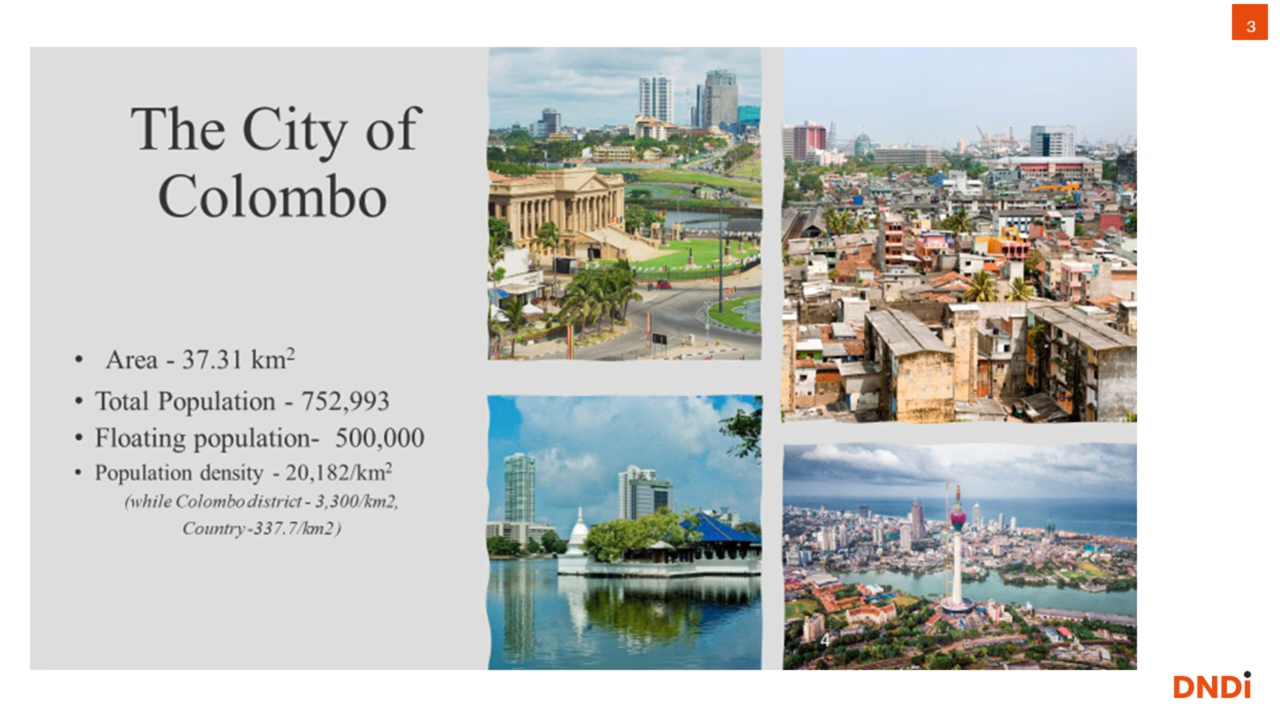 3
The City of
Colombo
• Area - 37.31 km²
• Total Population - 752,993
• Floating population- 500,000
• Population density - 20,182/km²
(while Colombo district - 3,300/km2,
Country -337.7/km2)
4
DNDi